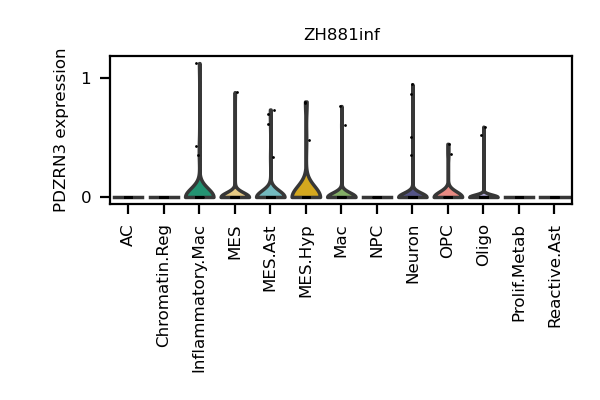 ZH881inf
PDZRN3 expression
1
0
AC
Chromatin.Reg
Inflammatory.Mac
MES
MES.Ast
MES.Hyp
Mac
NPC
Neuron
OPC
Oligo
Prolif.Metab
Reactive.Ast